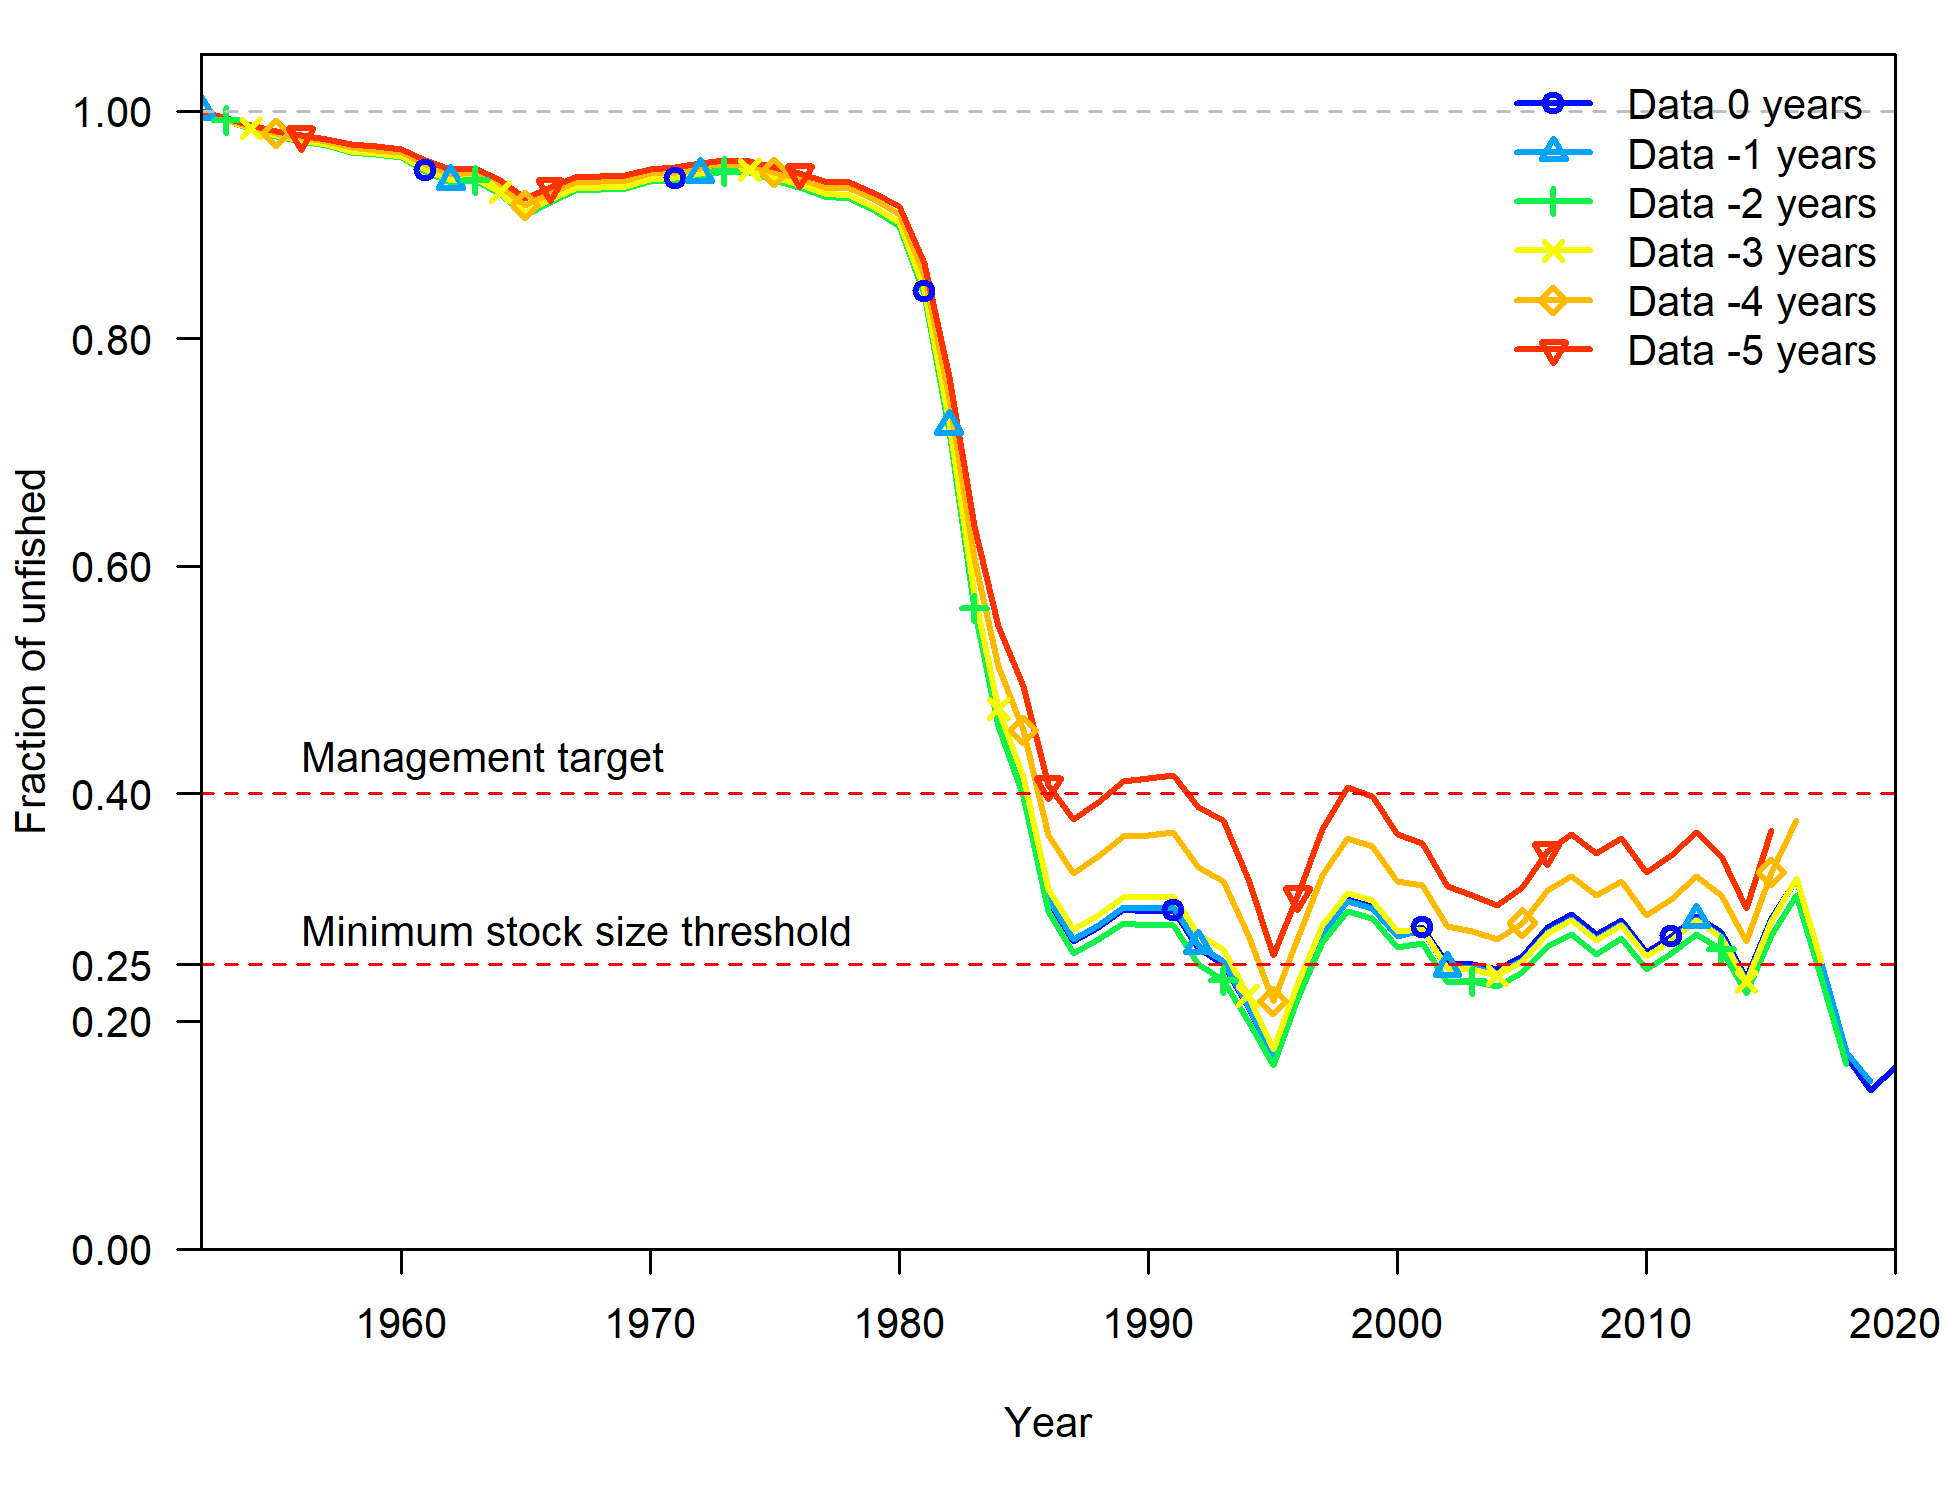 1.00
0.80
0.60
0.40
0.25
0.20
0.00
Fraction of unfished
Data 0 years
Data -1 years
Data -2 years
Data -3 years
Data -4 years
Data -5 years
Management target
Minimum stock size threshold
1960 1970 1980 1990 2000 2010 2020
Year